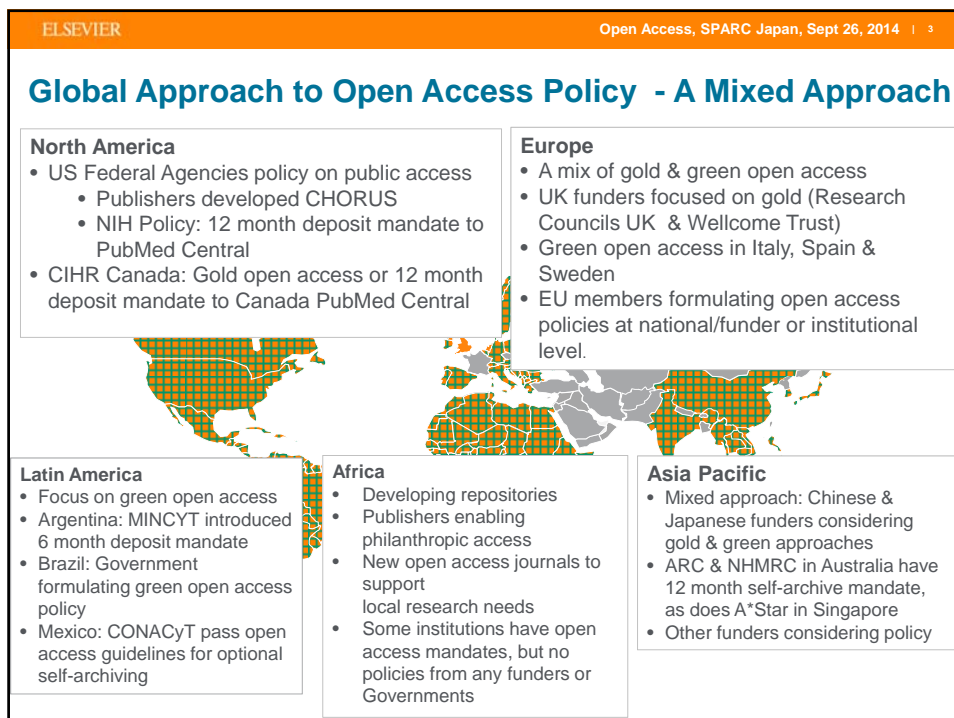 ELSEVIER
Open Access, SPARC Japan, Sept 26, 2014 | 3
Global Approach to Open Access Policy - A Mixed Approach
North America
• US Federal Agencies policy on public access
• Publishers developed CHORUS
• NIH Policy: 12 month deposit mandate to
PubMed Central
• CIHR Canada: Gold open access or 12 month
deposit mandate to Canada PubMed Central
Europe
• A mix of gold & green open access
• UK funders focused on gold (Research
Councils UK & Wellcome Trust)
• Green open access in Italy, Spain &
Sweden
• EU members formulating open access
policies at national/funder or institutional
level.
Latin America
• Focus on green open access
• Argentina: MINCYT introduced
6 month deposit mandate
• Brazil: Government
formulating green open access
policy
• Mexico: CONACyT pass open
access guidelines for optional
self-archiving
Africa
• Developing repositories
• Publishers enabling
philanthropic access
• New open access journals to
support
local research needs
• Some institutions have open
access mandates, but no
policies from any funders or
Governments
Asia Pacific
• Mixed approach: Chinese &
Japanese funders considering
gold & green approaches
• ARC & NHMRC in Australia have
12 month self-archive mandate,
as does A*Star in Singapore
• Other funders considering policy